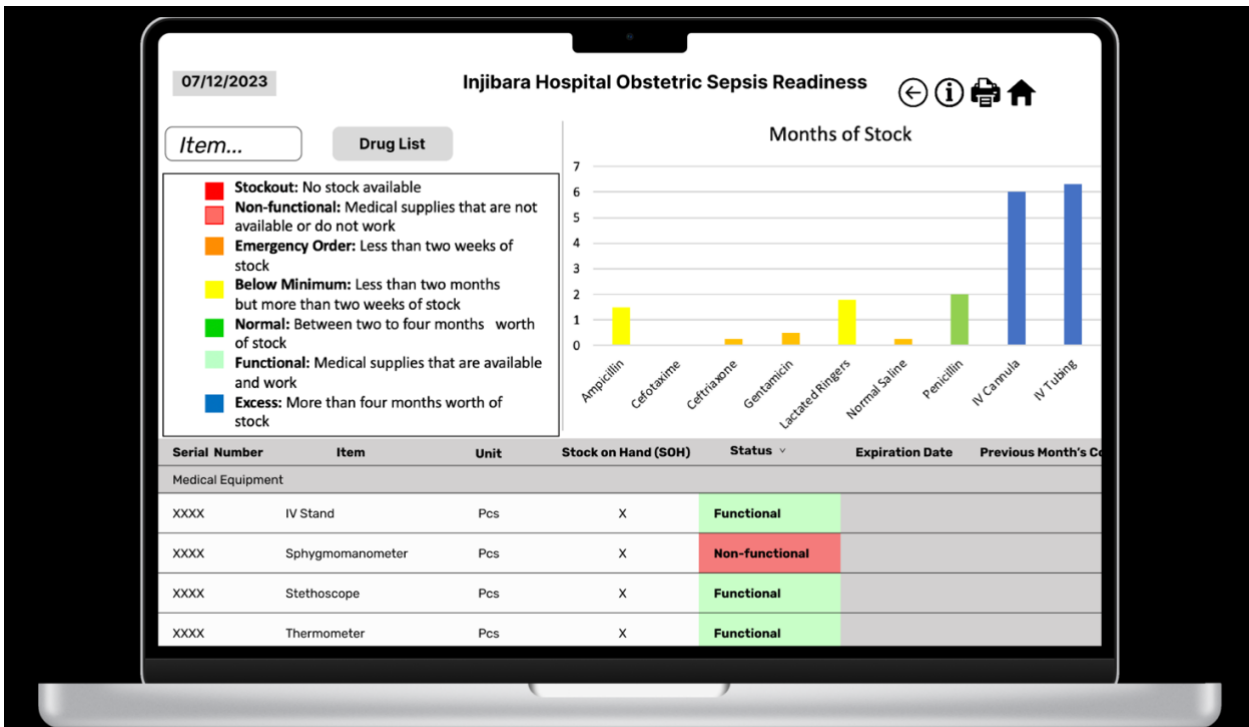 07/12/2023
Injibara Hospital Obstetric Sepsis Readiness
Item...
Drug List
Stockout: No stock available
Non-functional: Medical supplies that are not
available or do not work
Emergency Order: Less than two weeks of
stock
Below Minimum: Less than two months
but more than two weeks of stock
Normal: Between two to four months worth
of stock
Functional: Medical supplies that are available
and work
Excess: More than four months worth of
stock
Months of Stock
7
6
5
4
3
2
1
0
Ampicillin
Cefotaxime
Ceftriaxone
Gentamicin
Lactated Ringers
Normal Saline
Penicillin
IV Cannula
IV Tubing
Serial Number Item Unit Stock on Hand (SOH) Status Expiration Date Previous Month's Co
Medical Equipment
XXXX IV Stand Pcs X Functional
XXXX Sphygmomanometer Pcs X Non-functional
XXXX Stethoscope Pcs X Functional
XXXX Thermometer Pcs X Functional